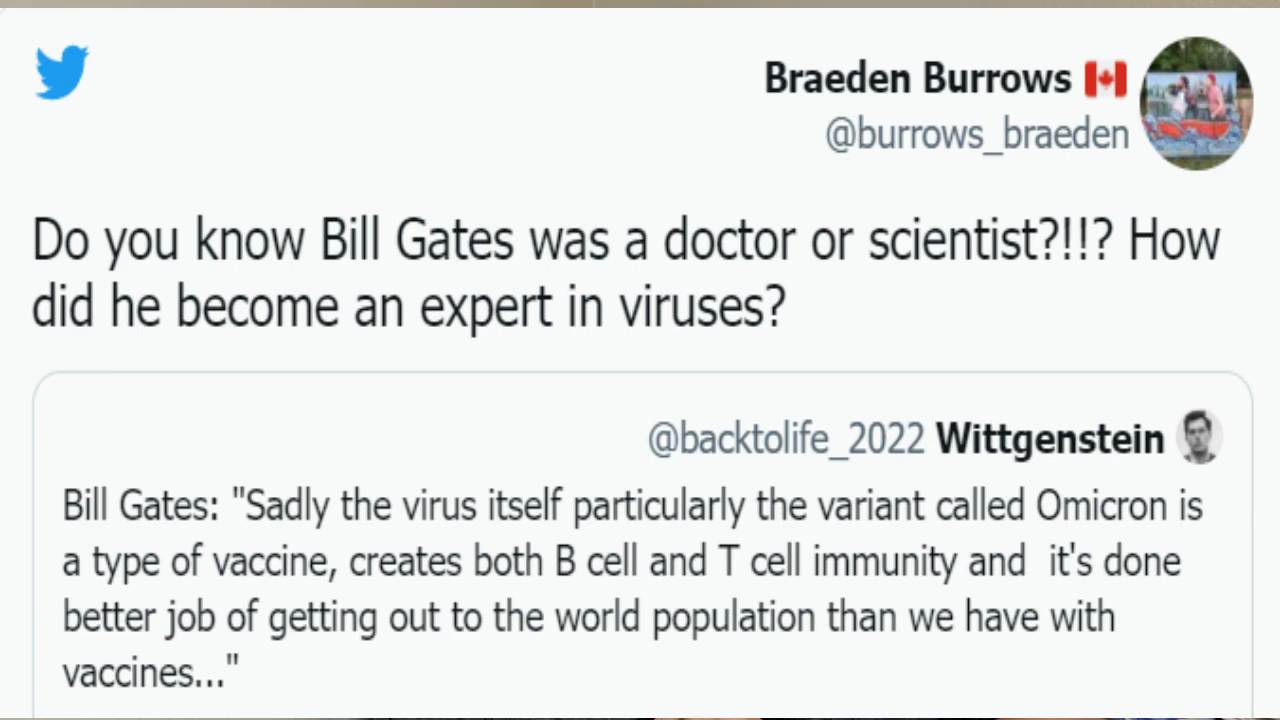 Braeden Burrows
@burrows_braeden
Do you know Bill Gates was a doctor or scientist?!!? How
did he become an expert in viruses?
@backtolife_2022 Wittgenstein
Bill Gates: "Sadly the virus itself particularly the variant called Omicron is
a type of vaccine, creates both B cell and T cell immunity and  it's done
better job of getting out to the world population than we have with
vaccines..."